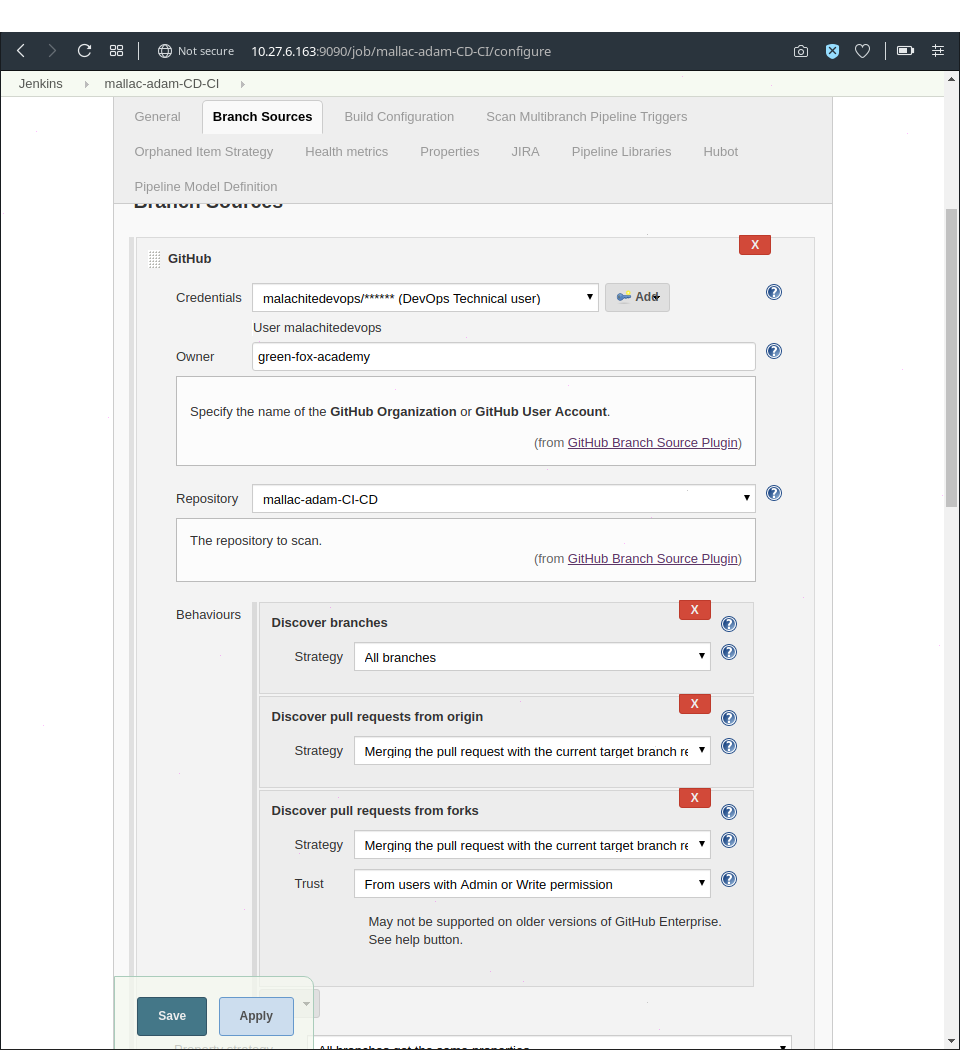 Not secure 10.27.6.163:9090/job/mallac-adam-CD-CI/configure
Jenkins mallac-adam-CD-CI
General Branch Sources Build Configuration Scan Multibranch Pipeline Triggers
Orphaned Item Strategy Health metrics Properties JIRA Pipeline Libraries Hubot
Pipeline Model Definition
Branch Sources
X
GitHub
Credentials malachitedevops/****** (DevOps Technical user) Add
User malachitedevops
Owner green-fox-academy
Specify the name of the GitHub Organization or GitHub User Account.
(from GitHub Branch Source Plugin)
Repository mallac-adam-CI-CD
The repository to scan.
(from GitHub Branch Source Plugin)
Behaviours
X
Discover branches
Strategy All branches
X
Discover pull requests from origin
Strategy Merging the pull request with the current target branch re
X
Discover pull requests from forks
Strategy Merging the pull request with the current target branch re
Trust From users with Admin or Write permission
May not be supported on older versions of GitHub Enterprise.
See help button.
Save Apply
Property strategy All branches get the same properties